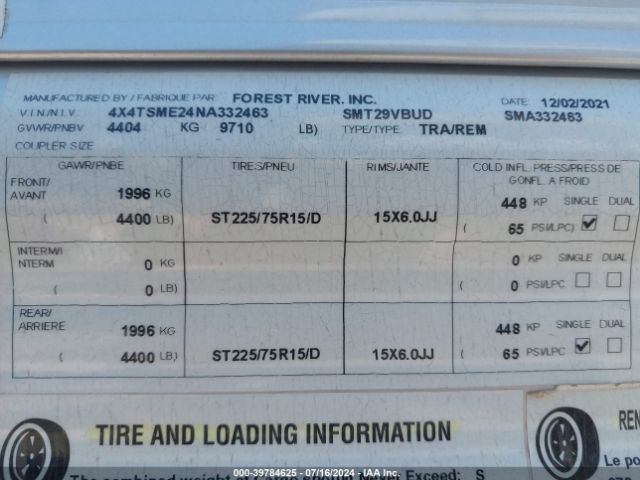 MANUFACTURED BY / FABRIQUE PAR: FOREST RIVER, INC. DATE: 12/02/2021
V.I.N/N.I.V. 4X4TSME24NA332463 SMT29VBUD SMA332463
GVWR/PNBV 4404 KG 9710 LB) TYPE/TYPE: TRA/REM
COUPLER SIZE
GAWR/PNBE TIRES/PNEU RIMS/JANTE COLD INFL. PRESS/PRESS DE
GONFL. A FROID
FRONT/
AVANT 1996 KG 448 KP SINGLE DUAL
( 4400 LB) ST225/75R15/D 15X6.0JJ ( 65 PSI/LPC)
INTERM/I
NTERM 0 KG 0 KP SINGLE DUAL
( 0 LB) ( 0 PSI/LPC
REAR/
ARRIERE 1996 KG 448 KP SINGLE DUAL
( 4400 LB) ST225/75R15/D 15X6.0JJ ( 65 PSI/LPC
TIRE AND LOADING INFORMATION
REN
Le po
000-39784625 - 07/16/2024 - IAA Inc.